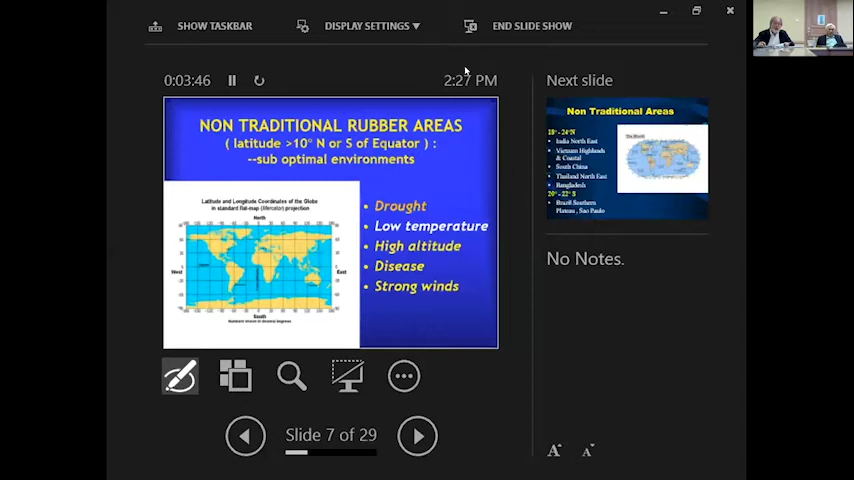 SHOW TASKBAR
DISPLAY SETTINGS ▼
END SLIDE SHOW
0:03:46
2:27 PM
NON TRADITIONAL RUBBER AREAS
( latitude >10° N or S of Equator ) :
--sub optimal environments
Latitude and Longitude Coordinates of the Globe
in standard flat-map (Mercator) projection
North
West
East
South
• Drought
• Low temperature
• High altitude
• Disease
• Strong winds
Slide 7 of 29
Next slide
Non Traditional Areas
18° - 24°N
• India North East
• Vietnam Highlands
& Coastal
• South China
• Thailand North East
• Bangladesh
20° - 22° S
• Brazil Southern
Plateau , Sao Paulo
The World
No Notes.
A
A